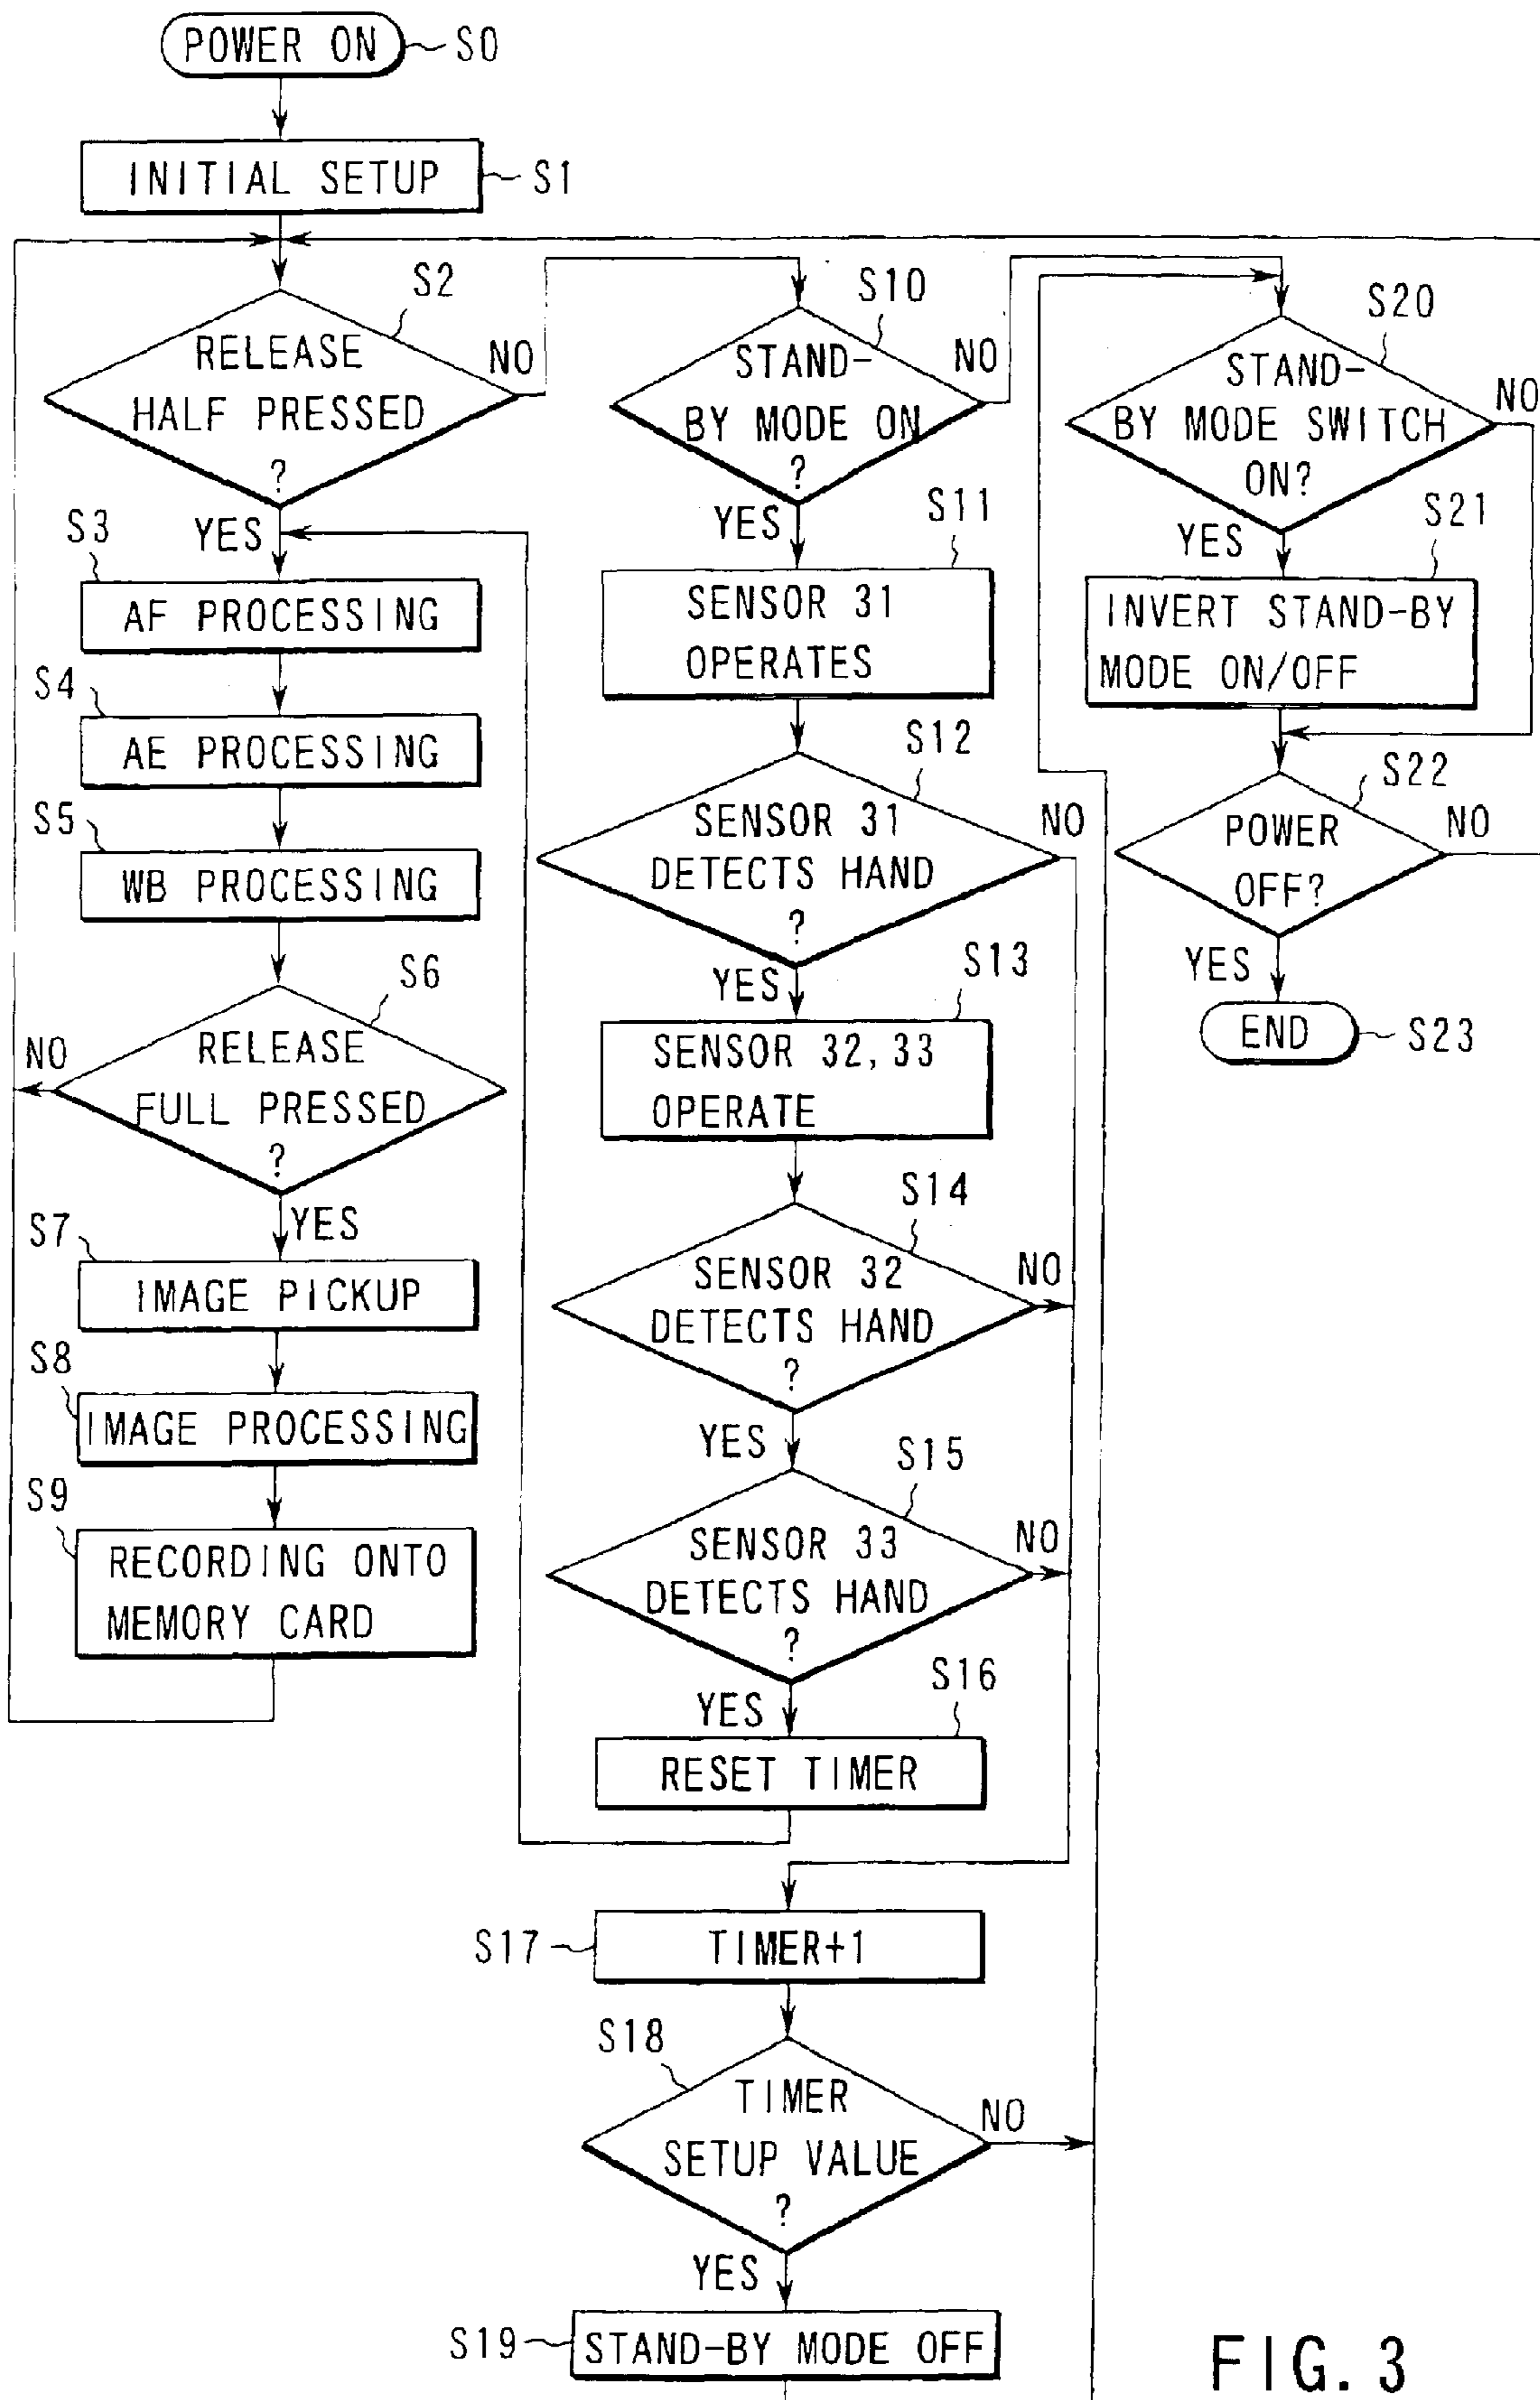 POWER ON
S0
INITIAL SETUP
S1
S2
RELEASE
HALF PRESSED
?
NO
YES
S3
AF PROCESSING
S4
AE PROCESSING
S5
WB PROCESSING
S6
RELEASE
FULL PRESSED
?
NO
YES
S7
IMAGE PICKUP
S8
IMAGE PROCESSING
S9
RECORDING ONTO
MEMORY CARD
S10
STAND-
BY MODE ON
?
NO
YES
S11
SENSOR 31
OPERATES
S12
SENSOR 31
DETECTS HAND
?
NO
YES
S13
SENSOR 32,33
OPERATE
S14
SENSOR 32
DETECTS HAND
?
NO
YES
S15
SENSOR 33
DETECTS HAND
?
NO
YES
S16
RESET TIMER
S17
TIMER+1
S18
TIMER
SETUP VALUE
?
NO
YES
S19
STAND-BY MODE OFF
S20
STAND-
BY MODE SWITCH
ON?
NO
YES
S21
INVERT STAND-BY
MODE ON/OFF
S22
POWER
OFF?
NO
YES
END
S23
FIG. 3